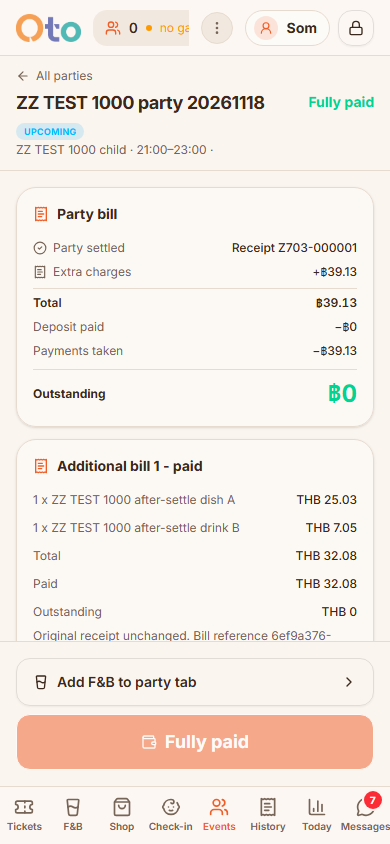 Oto
0 • no ga
Som
← All parties
ZZ TEST 1000 party 20261118
Fully paid
UPCOMING
ZZ TEST 1000 child · 21:00–23:00 ·
Party bill
Party settled Receipt Z703-000001
Extra charges +฿39.13
Total ฿39.13
Deposit paid –฿0
Payments taken –฿39.13
Outstanding ฿0
Additional bill 1 - paid
1 x ZZ TEST 1000 after-settle dish A THB 25.03
1 x ZZ TEST 1000 after-settle drink B THB 7.05
Total THB 32.08
Paid THB 32.08
Outstanding THB 0
Original receipt unchanged. Bill reference 6ef9a376-
Add F&B to party tab
Fully paid
7
Tickets F&B Shop Check-in Events History Today Messages